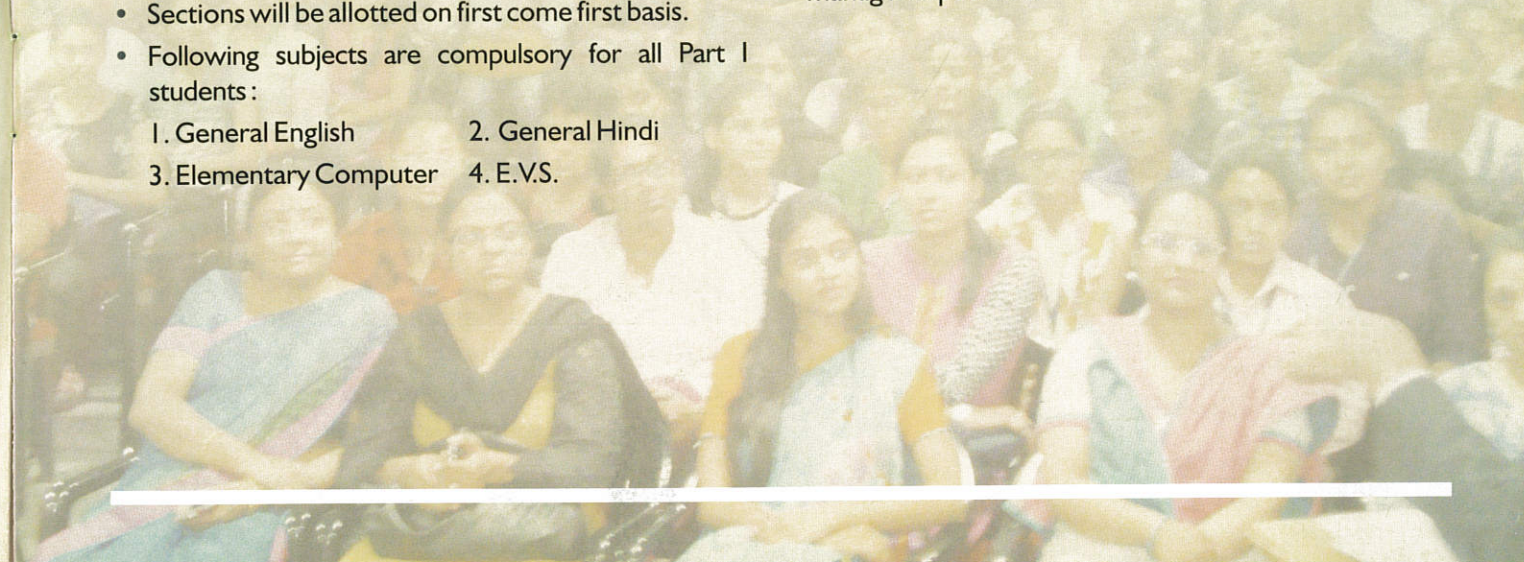 • Sections will be allotted on first come first basis.
• Following subjects are compulsory for all Part I
students :
1. General English 2. General Hindi
3. Elementary Computer 4. E.V.S.